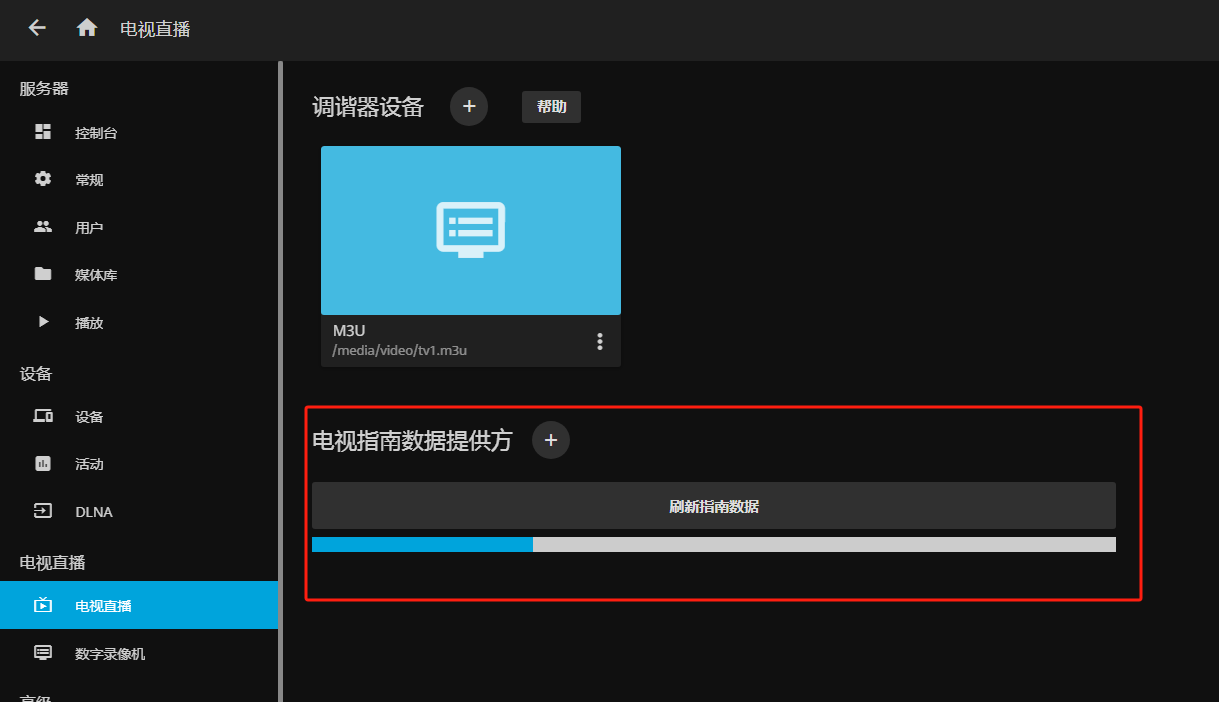 电视直播
服务器
控制台
常规
用户
媒体库
播放
设备
设备
活动
DLNA
电视直播
电视直播
数字录像机
高级
调谐器设备
帮助
M3U
/media/video/tv1.m3u
电视指南数据提供方
刷新指南数据